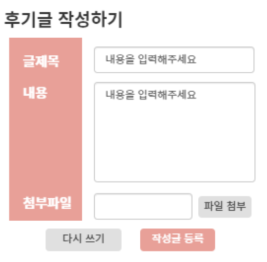 후기글 작성하기
글제목 내용을 입력해주세요
내용 내용을 입력해주세요
첨부파일 파일 첨부
다시 쓰기 작성글 등록